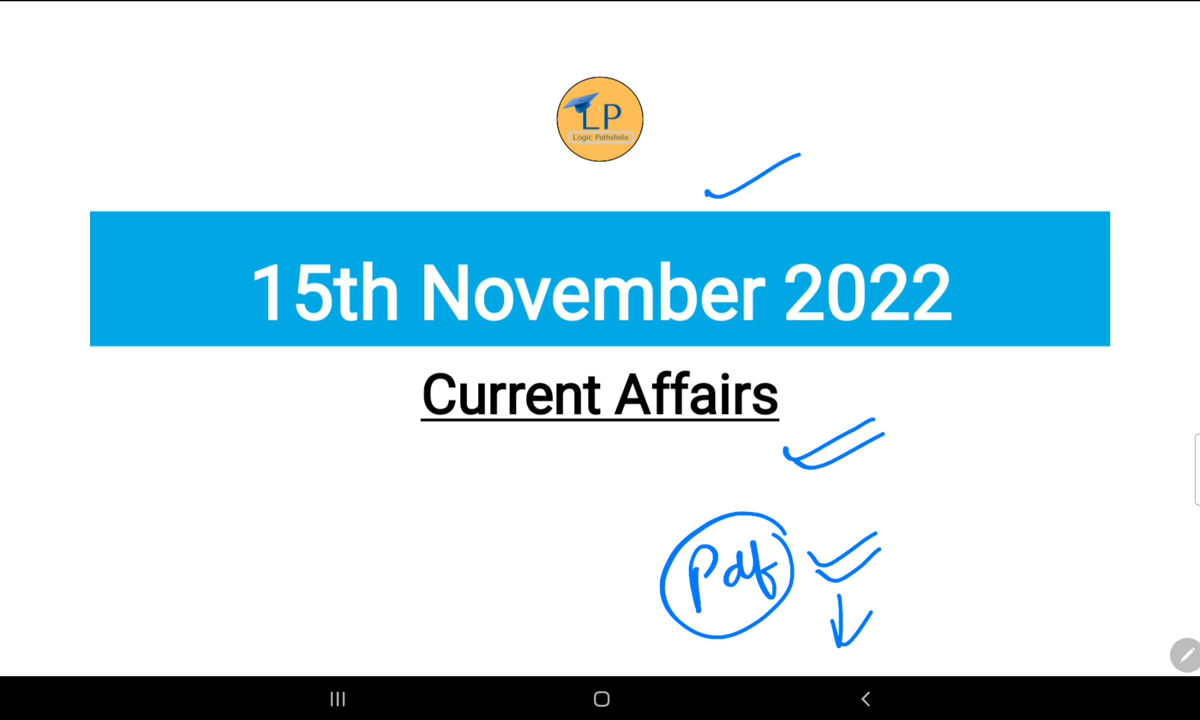 LP
Logic Pathshala
15th November 2022
Current Affairs
Pdf